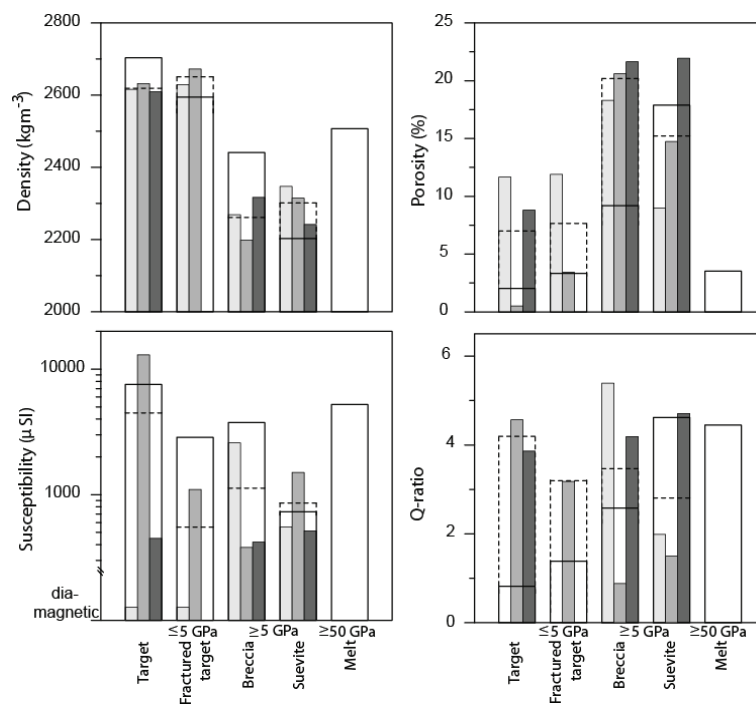 2800
2600
2400
2200
2000
Density (kgm⁻³)
25
20
15
10
5
0
Porosity (%)
10000
1000
dia-
magnetic
Susceptibility (μ SI)
6
4
2
0
Q-ratio
≤5 GPa ≥5 GPa ≥50 GPa
Target
Fractured
target
Breccia
Suevite
Melt
≤5 GPa ≥5 GPa ≥50 GPa
Target
Fractured
target
Breccia
Suevite
Melt